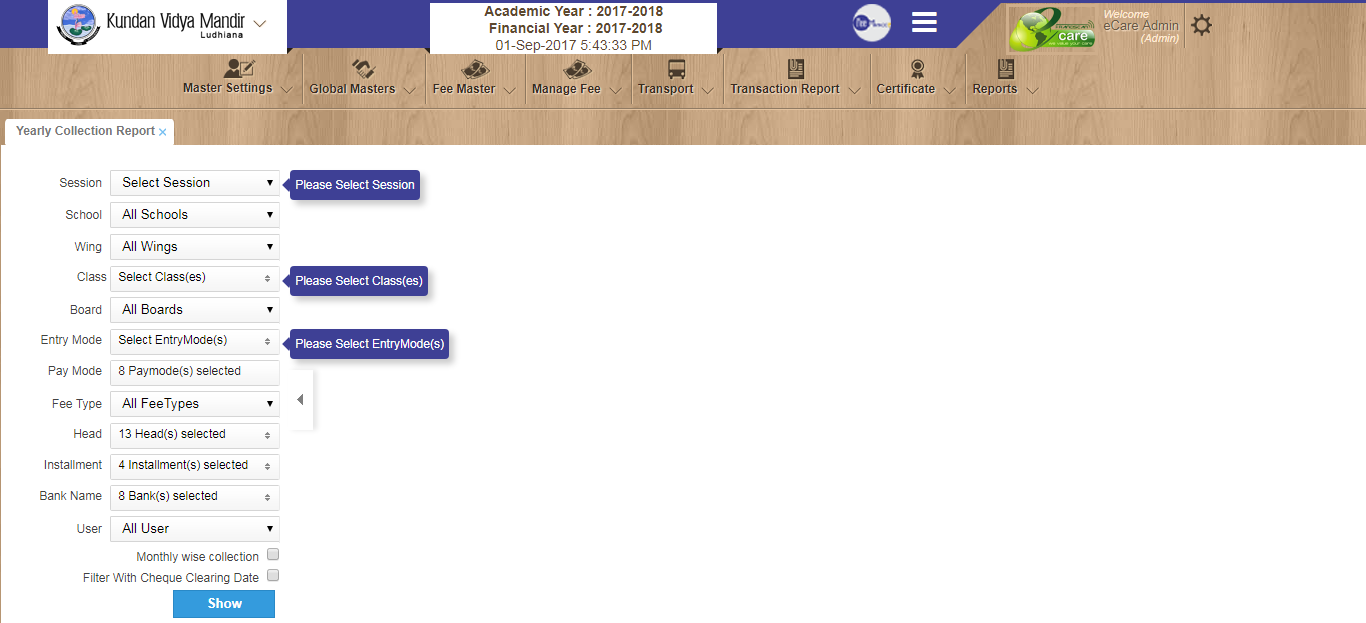 Kundan Vidya Mandir
Ludhiana
Academic Year : 2017-2018
Financial Year : 2017-2018
01-Sep-2017 5:43:33 PM
care
Welcome
eCare Admin
(Admin)
Master Settings
Global Masters
Fee Master
Manage Fee
Transport
Transaction Report
Certificate
Reports
Yearly Collection Report ×
Session Select Session Please Select Session
School All Schools
Wing All Wings
Class Select Class(es) Please Select Class(es)
Board All Boards
Entry Mode Select EntryMode(s) Please Select EntryMode(s)
Pay Mode 8 Paymode(s) selected
Fee Type All FeeTypes
Head 13 Head(s) selected
Installment 4 Installment(s) selected
Bank Name 8 Bank(s) selected
User All User
Monthly wise collection
Filter With Cheque Clearing Date
Show